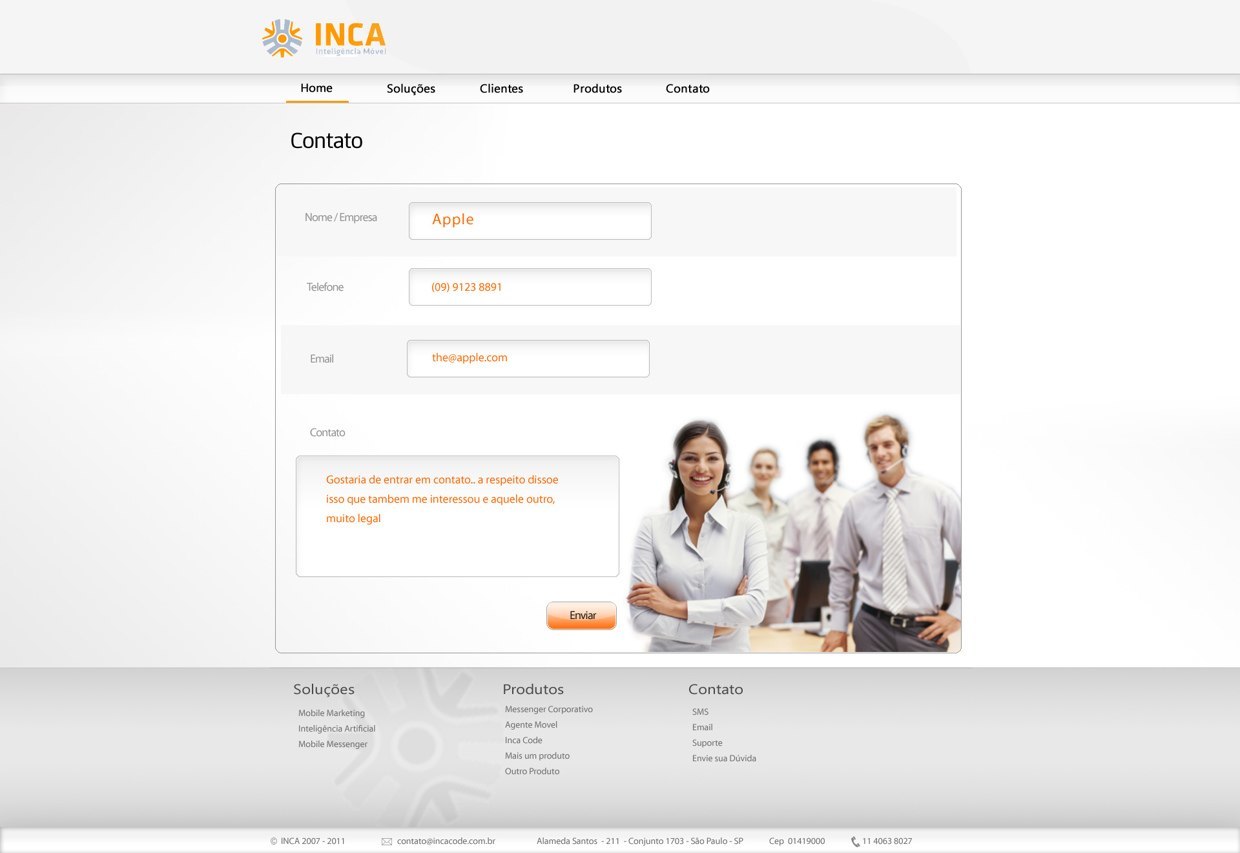 INCA
Inteligência Móvel
Home Soluções Clientes Produtos Contato
Contato
Nome / Empresa Apple
Telefone (09) 9123 8891
Email the@apple.com
Contato
Gostaria de entrar em contato.. a respeito dissoe
isso que tambem me interessou e aquele outro,
muito legal
Enviar
Soluções
Mobile Marketing
Inteligência Artificial
Mobile Messenger
Produtos
Messenger Corporativo
Agente Movel
Inca Code
Mais um produto
Outro Produto
Contato
SMS
Email
Suporte
Envie sua Dúvida
© INCA 2007 - 2011 contato@incacode.com.br Alameda Santos - 211 - Conjunto 1703 - São Paulo - SP Cep 01419000 11 4063 8027